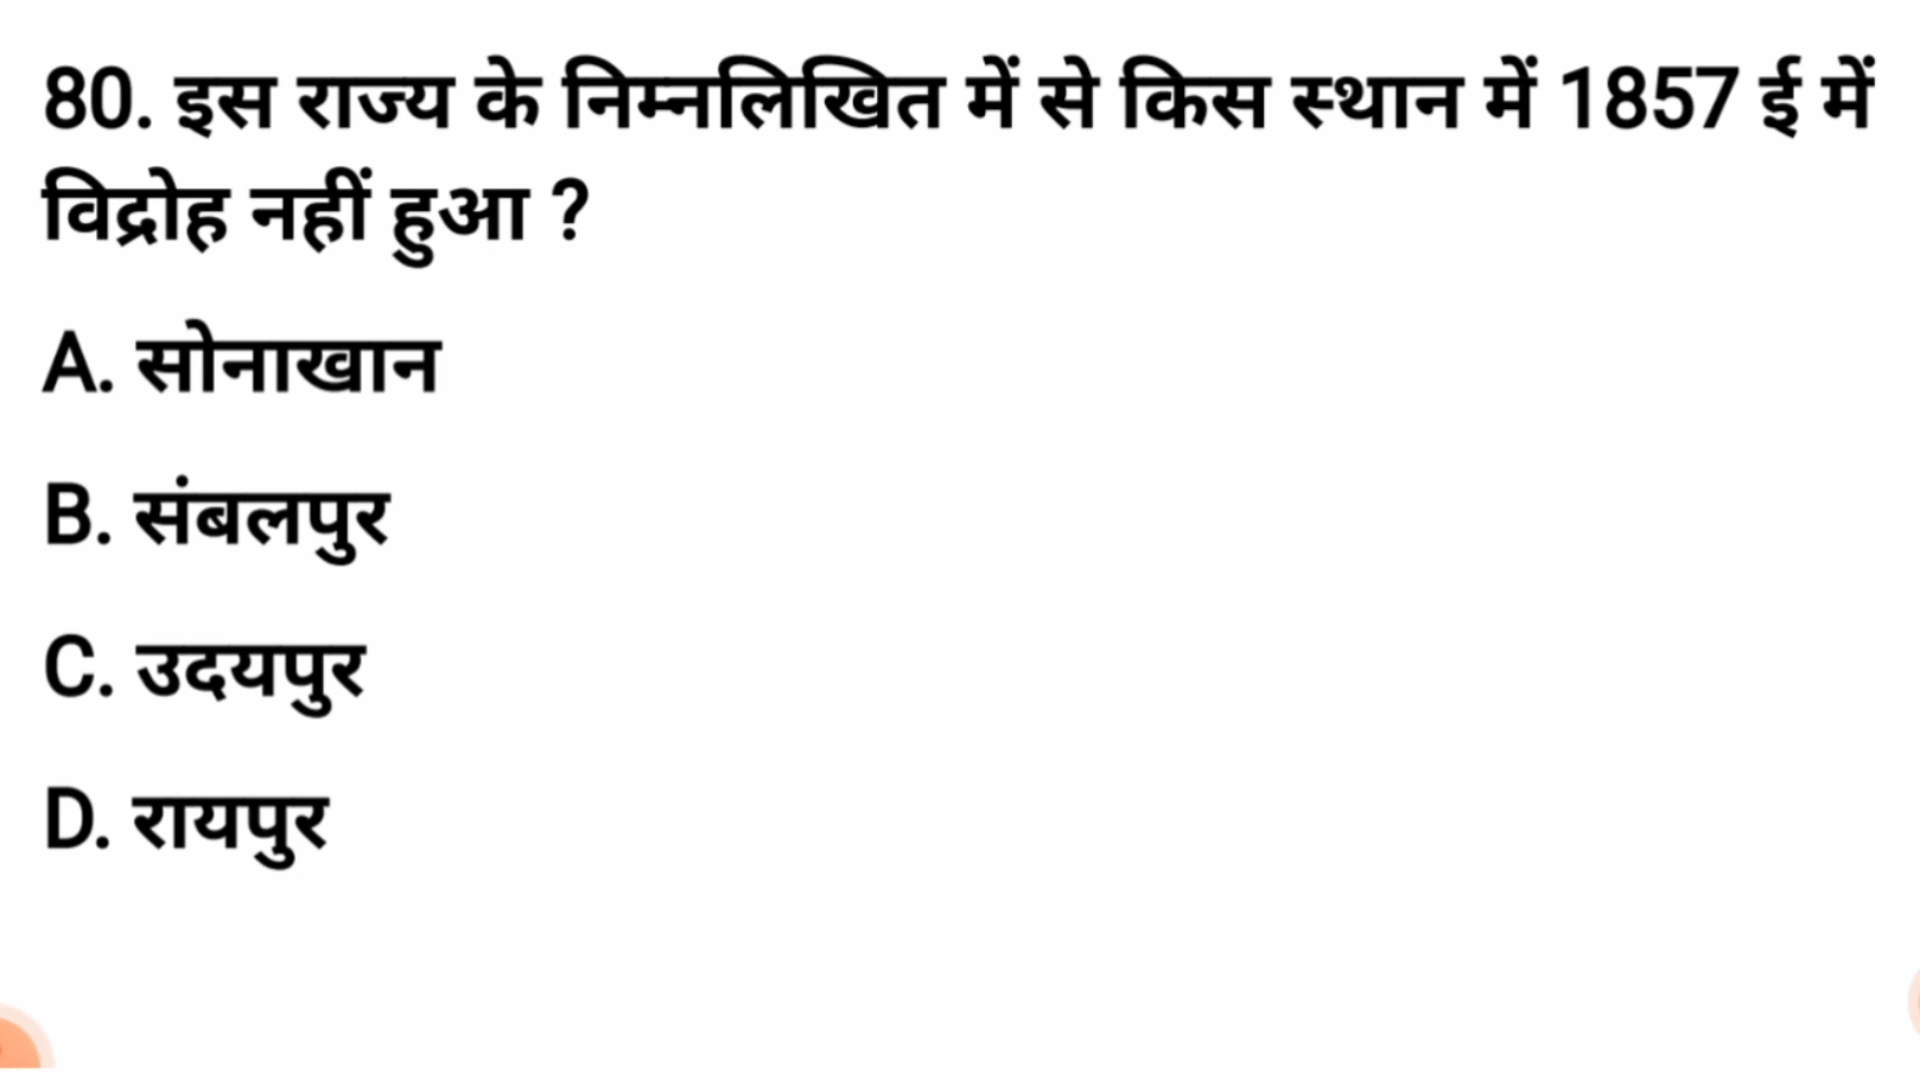 80. इस राज्य के निम्नलिखित में से किस स्थान में 1857 ई में
विद्रोह नहीं हुआ ?
A. सोनाखान
B. संबलपुर
C. उदयपुर
D. रायपुर